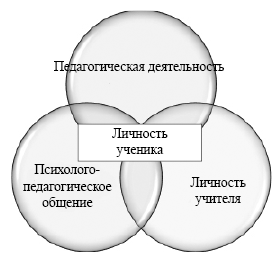 Педагогическая деятельность
Личность
ученика
Психолого-
педагогическое
общение
Личность
учителя